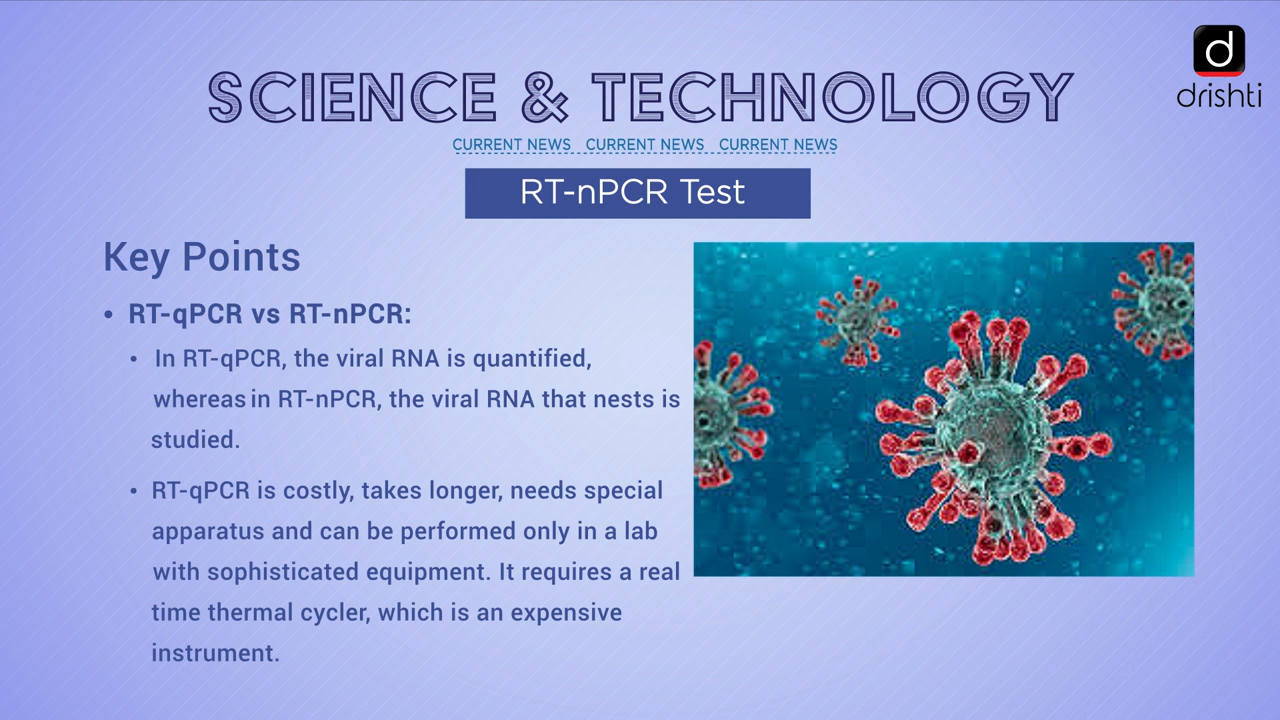 d
drishti
SCIENCE & TECHNOLOGY
CURRENT NEWS CURRENT NEWS CURRENT NEWS
RT-nPCR Test
Key Points
• RT-qPCR vs RT-nPCR:
• In RT-qPCR, the viral RNA is quantified,
whereas in RT-nPCR, the viral RNA that nests is
studied.
• RT-qPCR is costly, takes longer, needs special
apparatus and can be performed only in a lab
with sophisticated equipment. It requires a real
time thermal cycler, which is an expensive
instrument.